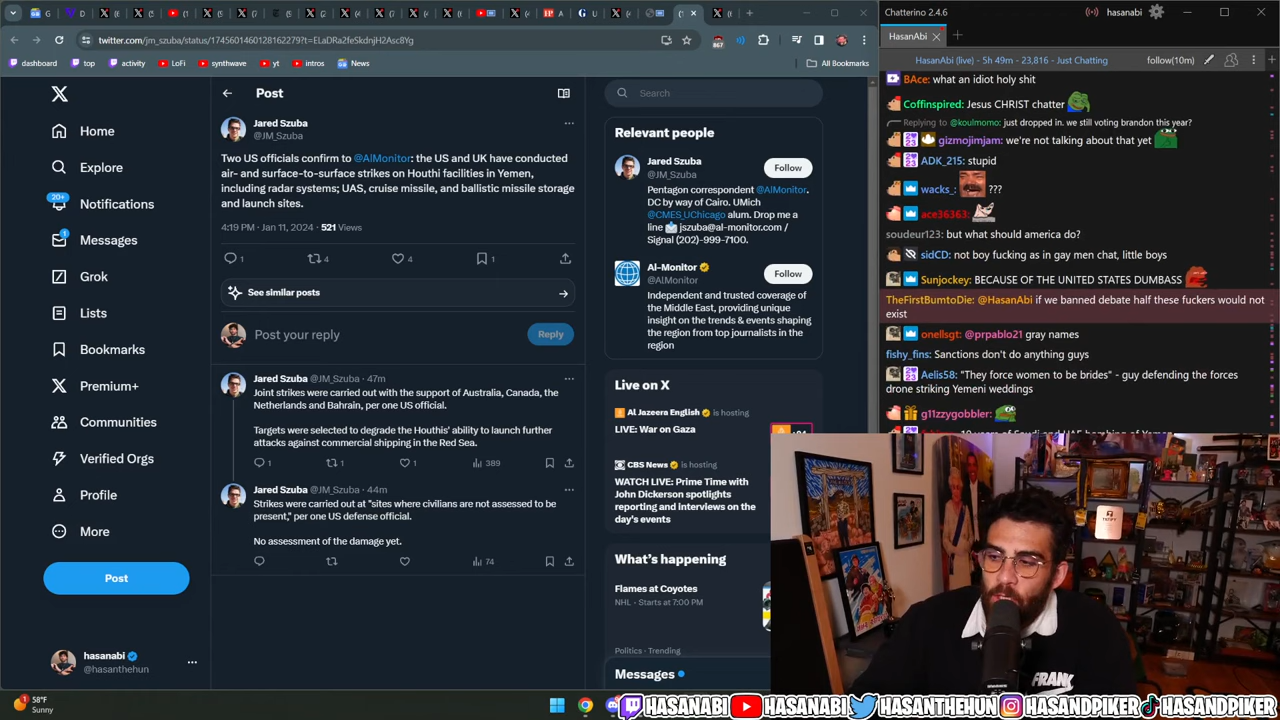 twitter.com/jm_szuba/status/1745601460128162279?t=ELaDRa2feSkdnjH2Asc8Yg
867
dashboard
top
activity
LoFi
synthwave
yt
intros
News
All Bookmarks
Home
Explore
20+
Notifications
Messages
Grok
Lists
Bookmarks
Premium+
Communities
Verified Orgs
Profile
More
Post
hasanabi
@hasanthehun
Post
Jared Szuba
@JM_Szuba
Two US officials confirm to @AlMonitor: the US and UK have conducted
air- and surface-to-surface strikes on Houthi facilities in Yemen,
including radar systems; UAS, cruise missile, and ballistic missile storage
and launch sites.
4:19 PM · Jan 11, 2024 · 521 Views
1
4
4
1
See similar posts
Post your reply
Reply
Jared Szuba @JM_Szuba · 47m
Joint strikes were carried out with the support of Australia, Canada, the
Netherlands and Bahrain, per one US official.
Targets were selected to degrade the Houthis' ability to launch further
attacks against commercial shipping in the Red Sea.
1
1
1
389
Jared Szuba @JM_Szuba · 44m
Strikes were carried out at "sites where civilians are not assessed to be
present," per one US defense official.
No assessment of the damage yet.
74
Search
Relevant people
Jared Szuba
@JM_Szuba
Follow
Pentagon correspondent @AlMonitor.
DC by way of Cairo. UMich
@CMES_UChicago alum. Drop me a
line jszuba@al-monitor.com /
Signal (202)-999-7100.
Al-Monitor
@AlMonitor
Follow
Independent and trusted coverage of
the Middle East, providing unique
insight on the trends & events shaping
the region from top journalists in the
region
Live on X
Al Jazeera English is hosting
LIVE: War on Gaza
CBS News is hosting
WATCH LIVE: Prime Time with
John Dickerson spotlights
reporting and interviews on the
day's events
What's happening
Flames at Coyotes
NHL · Starts at 7:00 PM
Politics · Trending
Messages
Chatterino 2.4.6
hasanabi
HasanAbi
HasanAbi (live) - 5h 49m - 23,816 - Just Chatting
follow(10m)
BAce: what an idiot holy shit
Coffinspired: Jesus CHRIST chatter
Replying to @koulmomo: just dropped in. we still voting brandon this year?
gizmojimjam: we're not talking about that yet
ADK_215: stupid
wacks_: ???
ace36363:
soudeur123: but what should america do?
sidCD: not boy fucking as in gay men chat, little boys
Sunjockey: BECAUSE OF THE UNITED STATES DUMBASS
TheFirstBumtoDie: @HasanAbi if we banned debate half these fuckers would not
exist
onellsgt: @prpablo21 gray names
fishy_fins: Sanctions don't do anything guys
Aelis58: "They force women to be brides" - guy defending the forces
drone striking Yemeni weddings
g11zzygobbler:
FRANK
58°F
Sunny
HASANABI
HASANABI
HASANTHEHUN
HASANDPIKER
HASANDPIKER